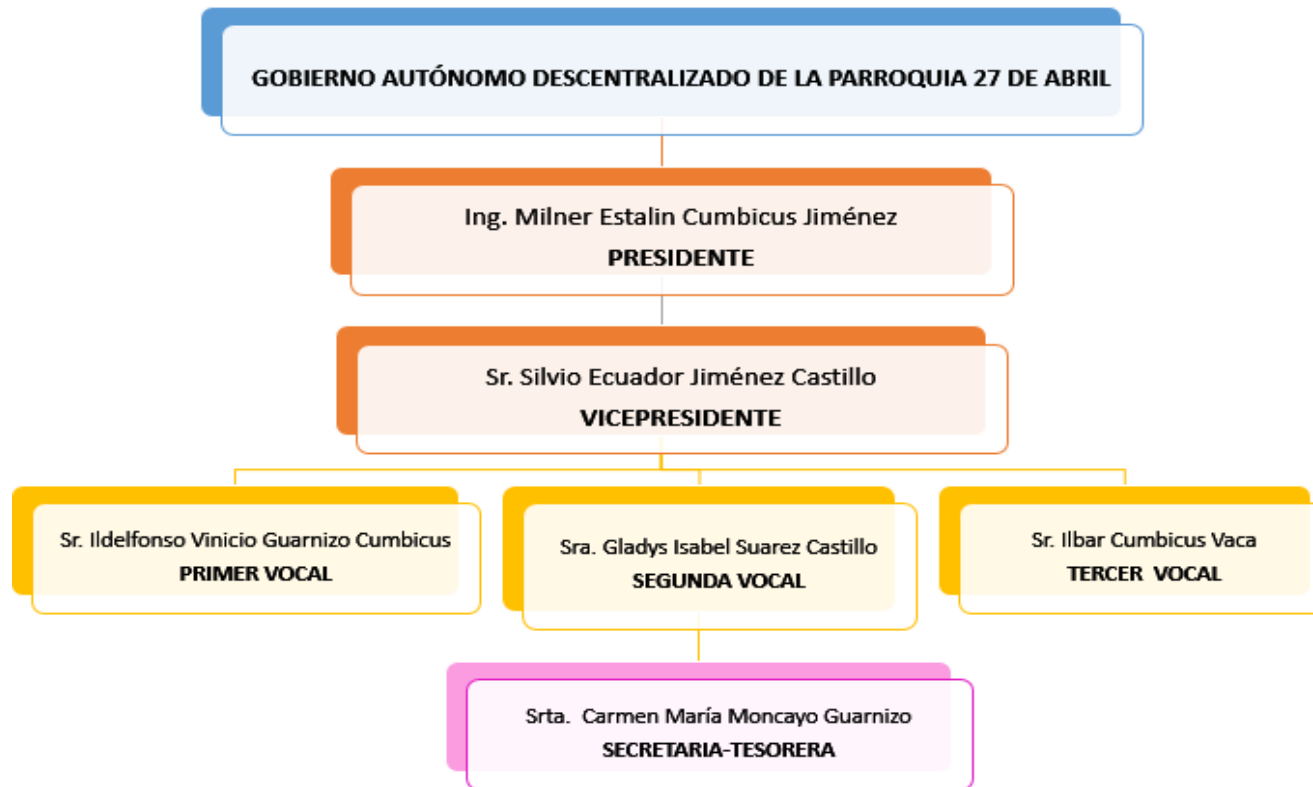 GOBIERNO AUTÓNOMO DESCENTRALIZADO DE LA PARROQUIA 27 DE ABRIL
Ing. Milner Estalin Cumbicus Jiménez
PRESIDENTE
Sr. Silvio Ecuador Jiménez Castillo
VICEPRESIDENTE
Sr. Ildelfonso Vinicio Guarnizo Cumbicus
PRIMER VOCAL
Sra. Gladys Isabel Suarez Castillo
SEGUNDA VOCAL
Sr. Ilbar Cumbicus Vaca
TERCER VOCAL
Srta. Carmen María Moncayo Guarnizo
SECRETARIA-TESORERA